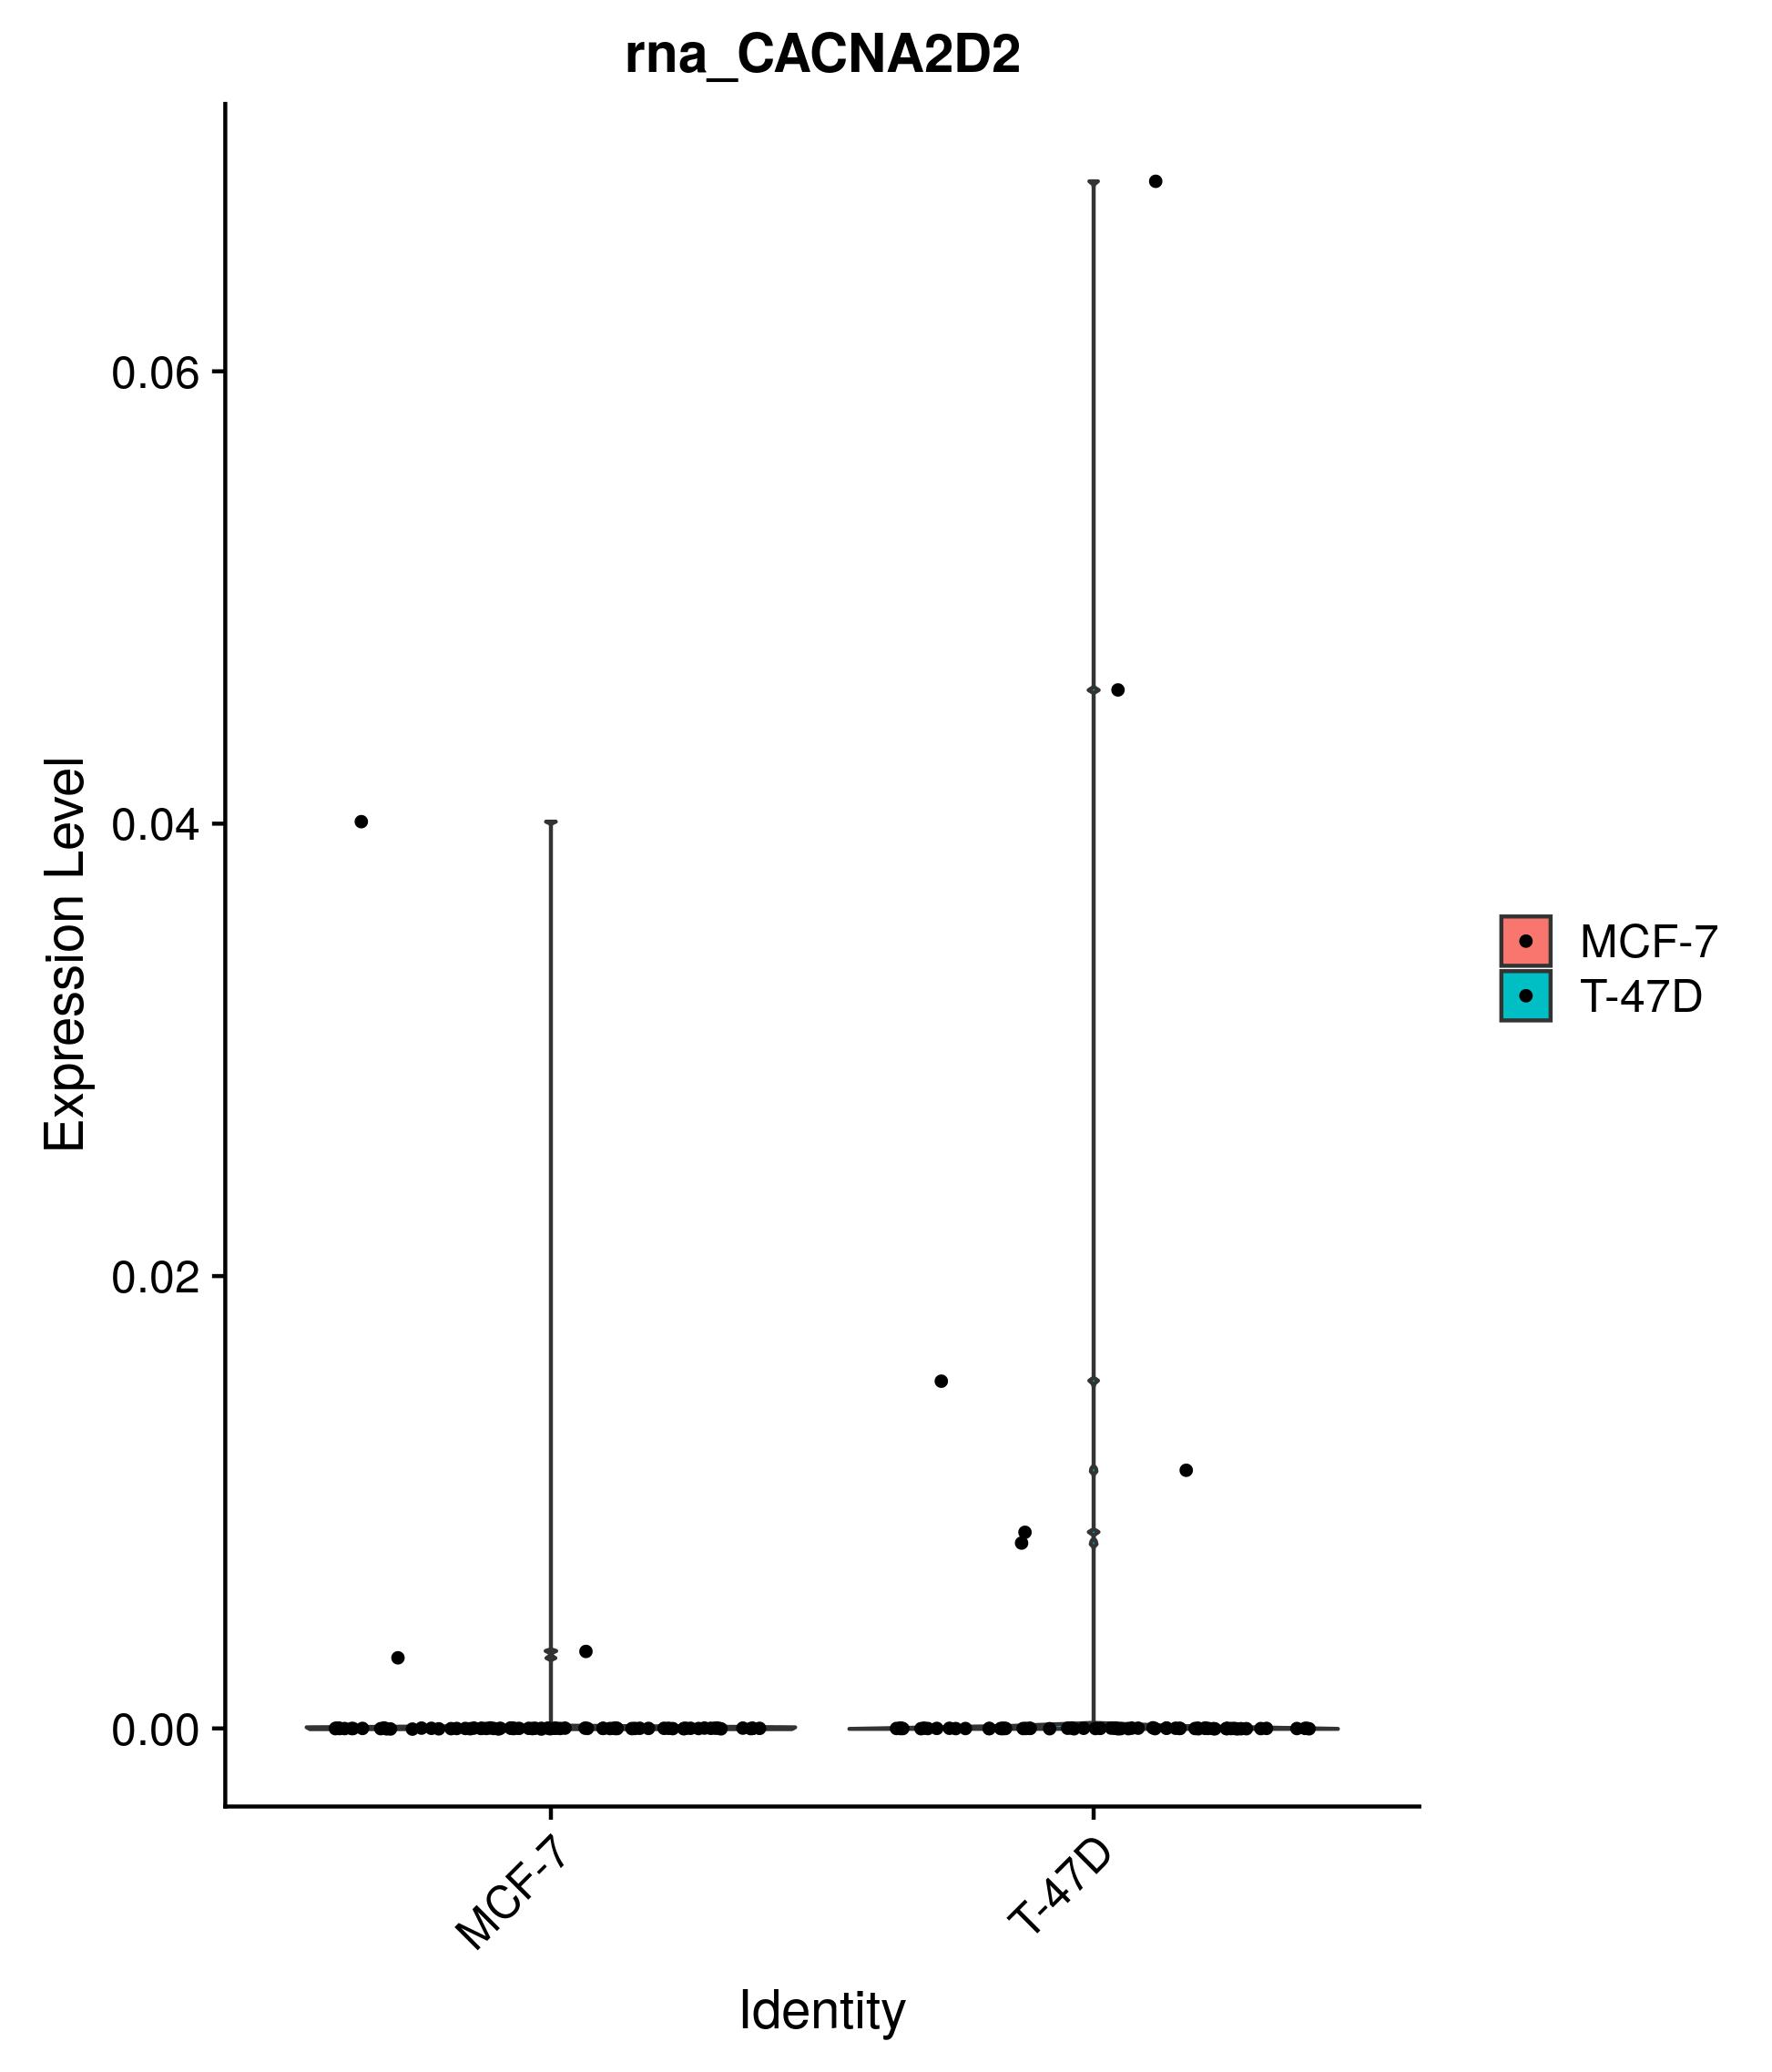 rna_CACNA2D2
Expression Level
0.06
0.04
0.02
0.00
MCF-7
T-47D
Identity
MCF-7
T-47D